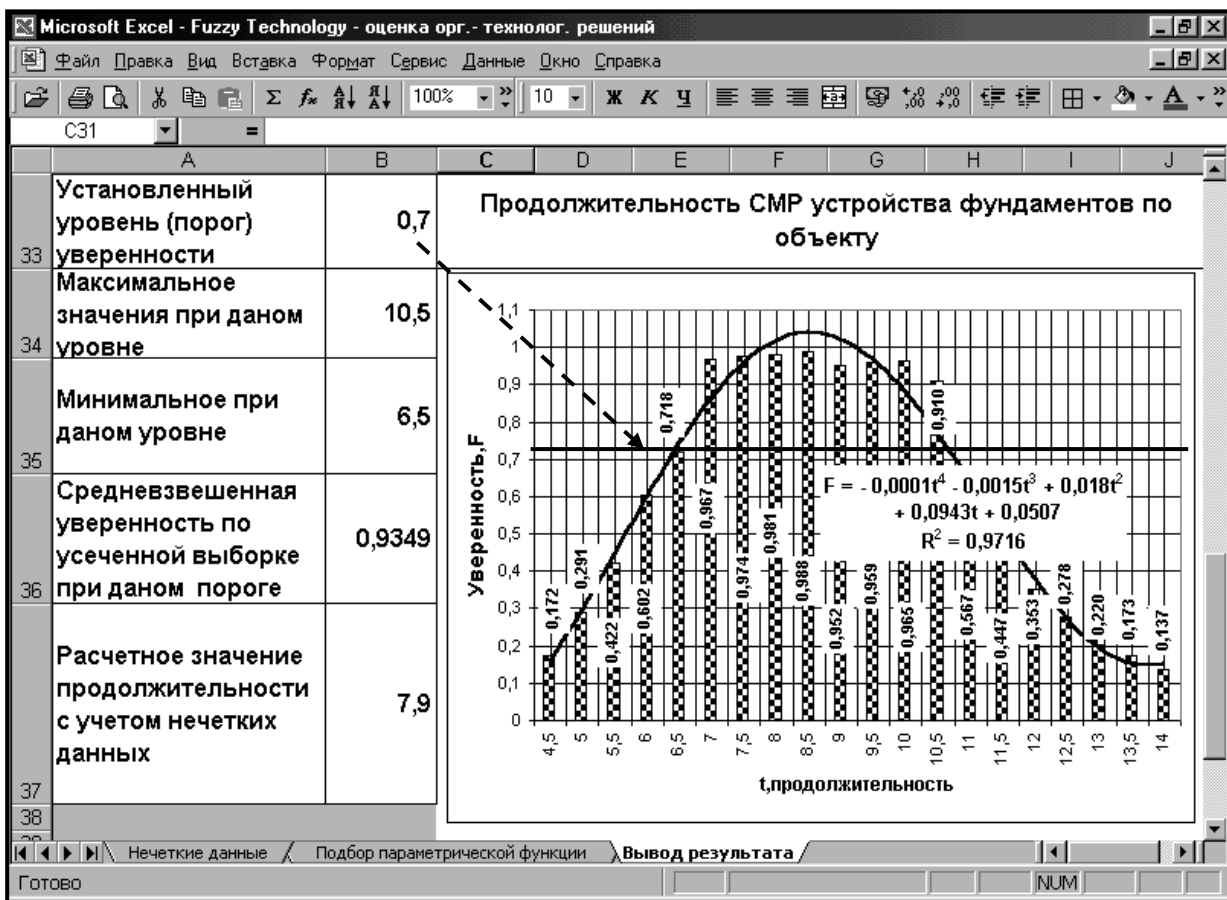 Microsoft Excel - Fuzzy Technology - оценка орг.- технолог. решений
Файл Правка Вид Вставка Формат Сервис Данные Окно Справка
100% 10 Ж К Ч
C31 =
A B C D E F G H I J
Установленный
уровень (порог)
33 уверенности 0,7
Максимальное
значения при даном
34 уровне 10,5
Минимальное при
даном уровне 6,5
35
Средневзвешенная
уверенность по
усеченной выборке
36 при даном пороге 0,9349
Расчетное значение
продолжительности
с учетом нечетких
данных 7,9
37
38
Продолжительность СМР устройства фундаментов по
объекту
Уверенность,F
1,1
1
0,9
0,8
0,7
0,6
0,5
0,4
0,3
0,2
0,1
0
0,172 0,291 0,422 0,602 0,718 0,967 0,974 0,981 0,988 0,952 0,959 0,965 0,910 0,567 0,447 0,353 0,278 0,220 0,173 0,137
F = - 0,0001t⁴ - 0,0015t³ + 0,018t²
+ 0,0943t + 0,0507
R² = 0,9716
4,5 5 5,5 6 6,5 7 7,5 8 8,5 9 9,5 10 10,5 11 11,5 12 12,5 13 13,5 14
t,продолжительность
Нечеткие данные Подбор параметрической функции Вывод результата
Готово NUM